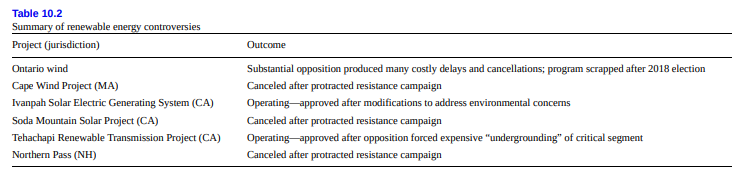 Table 10.2
Summary of renewable energy controversies
Project (jurisdiction) Outcome
Ontario wind Substantial opposition produced many costly delays and cancellations; program scrapped after 2018 election
Cape Wind Project (MA) Canceled after protracted resistance campaign
Ivanpah Solar Electric Generating System (CA) Operating—approved after modifications to address environmental concerns
Soda Mountain Solar Project (CA) Canceled after protracted resistance campaign
Tehachapi Renewable Transmission Project (CA) Operating—approved after opposition forced expensive “undergrounding” of critical segment
Northern Pass (NH) Canceled after protracted resistance campaign